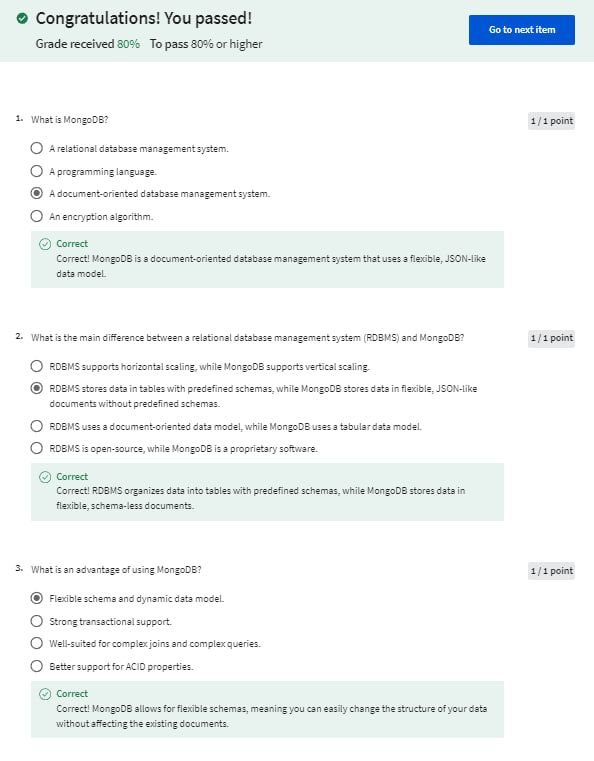 Congratulations! You passed!
Grade received 80% To pass 80% or higher
Go to next item
1. What is MongoDB?
1 / 1 point
A relational database management system.
A programming language.
A document-oriented database management system.
An encryption algorithm.
Correct
Correct! MongoDB is a document-oriented database management system that uses a flexible, JSON-like
data model.
2. What is the main difference between a relational database management system (RDBMS) and MongoDB?
1 / 1 point
RDBMS supports horizontal scaling, while MongoDB supports vertical scaling.
RDBMS stores data in tables with predefined schemas, while MongoDB stores data in flexible, JSON-like
documents without predefined schemas.
RDBMS uses a document-oriented data model, while MongoDB uses a tabular data model.
RDBMS is open-source, while MongoDB is a proprietary software.
Correct
Correct! RDBMS organizes data into tables with predefined schemas, while MongoDB stores data in
flexible, schema-less documents.
3. What is an advantage of using MongoDB?
1 / 1 point
Flexible schema and dynamic data model.
Strong transactional support.
Well-suited for complex joins and complex queries.
Better support for ACID properties.
Correct
Correct! MongoDB allows for flexible schemas, meaning you can easily change the structure of your data
without affecting the existing documents.